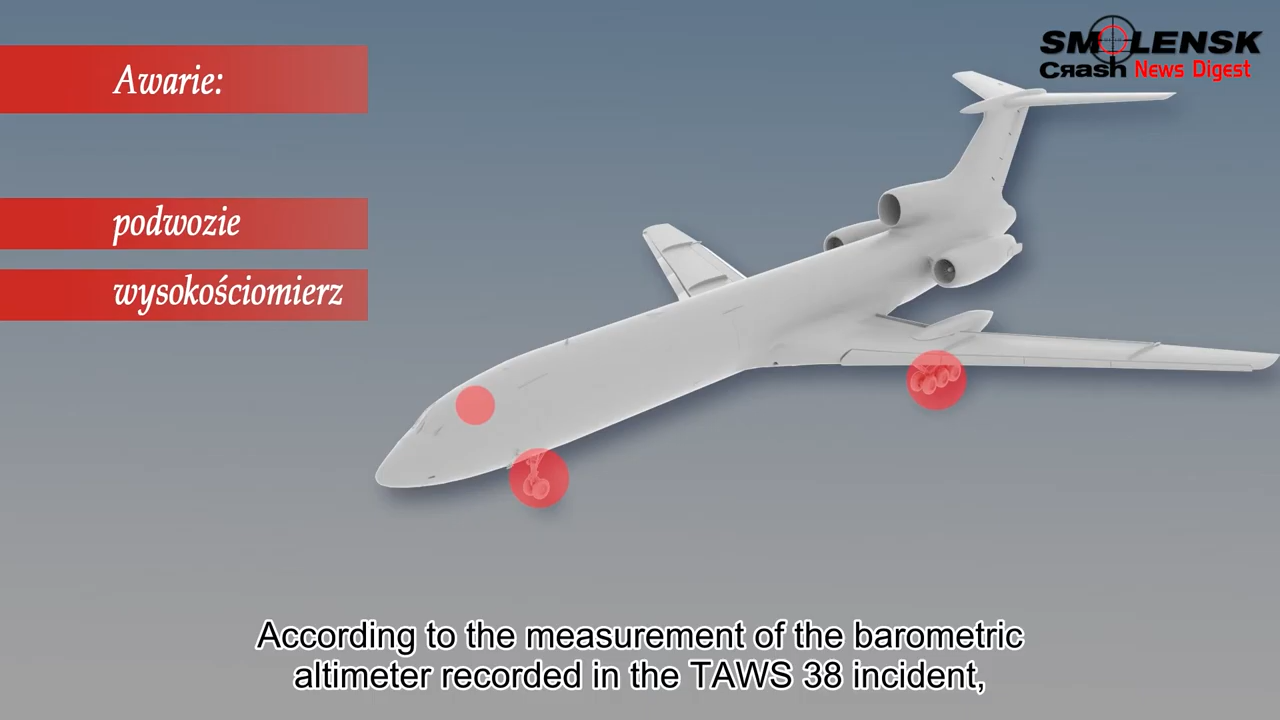 SMOLENSK
Cяash News Digest
Awarie:
podwozie
wysokościomierz
According to the measurement of the barometric
altimeter recorded in the TAWS 38 incident,